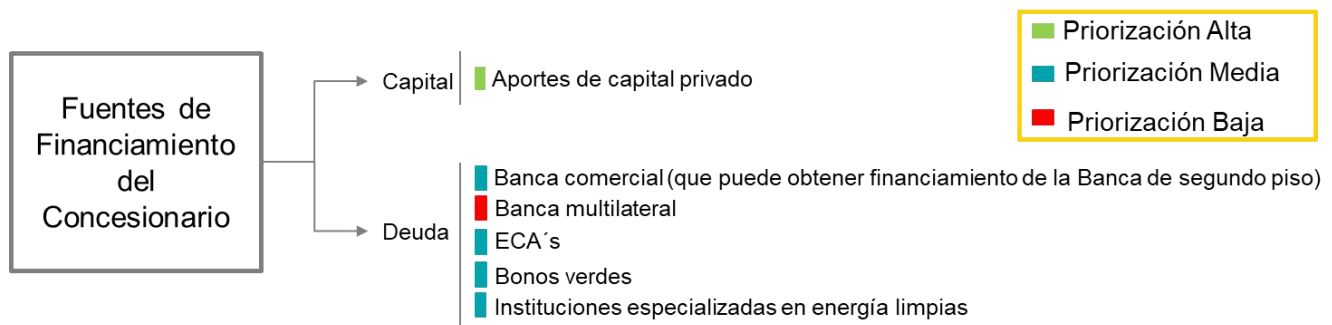 Fuentes de
Financiamiento
del
Concesionario
Capital
Aportes de capital privado
Deuda
Banca comercial (que puede obtener financiamiento de la Banca de segundo piso)
Banca multilateral
ECA´s
Bonos verdes
Instituciones especializadas en energía limpias
Priorización Alta
Priorización Media
Priorización Baja